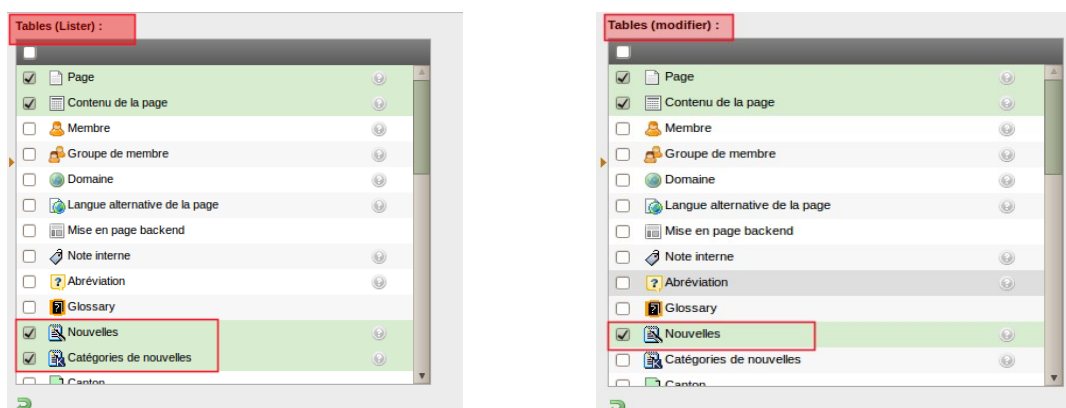 Tables (Lister) :
Page
Contenu de la page
Membre
Groupe de membre
Domaine
Langue alternative de la page
Mise en page backend
Note interne
Abréviation
Glossary
Nouvelles
Catégories de nouvelles
Canton
Tables (modifier) :
Page
Contenu de la page
Membre
Groupe de membre
Domaine
Langue alternative de la page
Mise en page backend
Note interne
Abréviation
Glossary
Nouvelles
Catégories de nouvelles
Canton